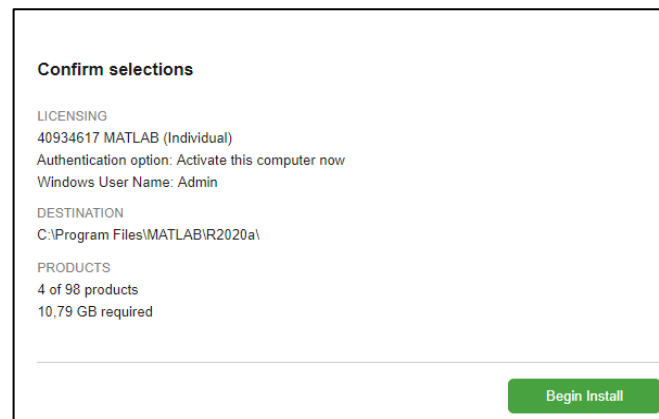 Confirm selections
LICENSING
40934617 MATLAB (Individual)
Authentication option: Activate this computer now
Windows User Name: Admin
DESTINATION
C:\Program Files\MATLAB\R2020a\
PRODUCTS
4 of 98 products
10,79 GB required
Begin Install